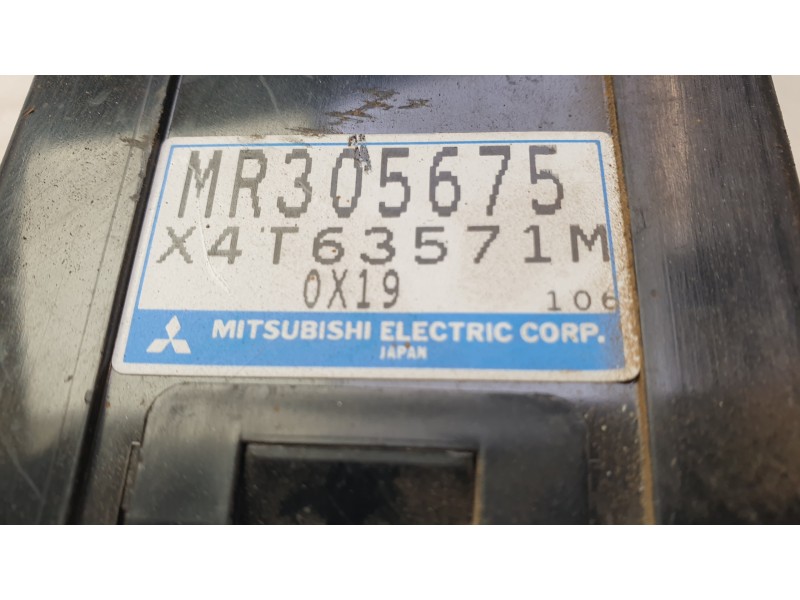 MR305675
X4T63571M
0X19
106
MITSUBISHI ELECTRIC CORP.
JAPAN